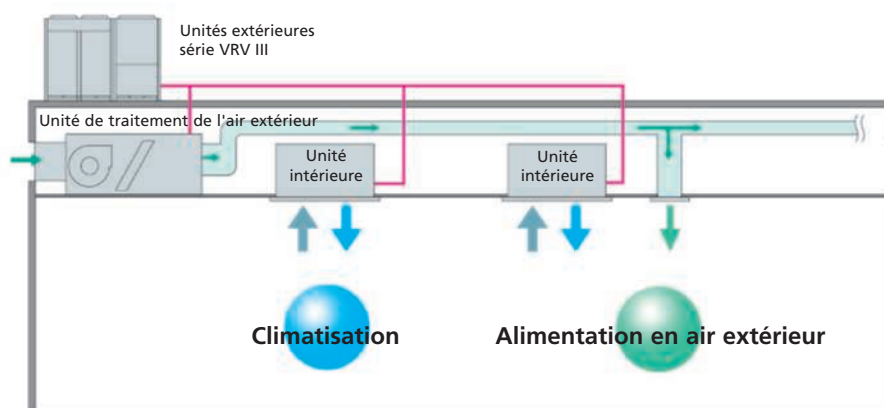 Unités extérieures
série VRV III
Unité de traitement de l'air extérieur
Unité
intérieure
Unité
intérieure
Climatisation
Alimentation en air extérieur